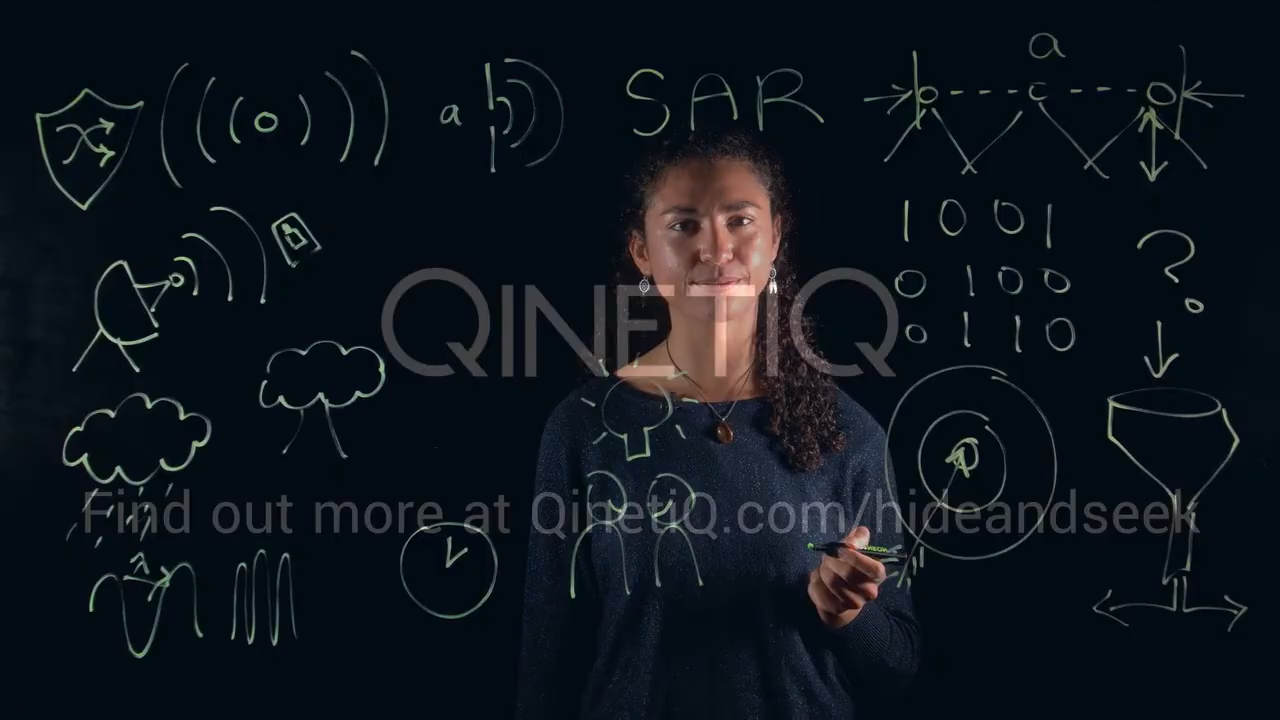 a
a
SAR
1001
0100
0110
?
QINETIQ
Find out more at QinetiQ.com/hideandseek
λ